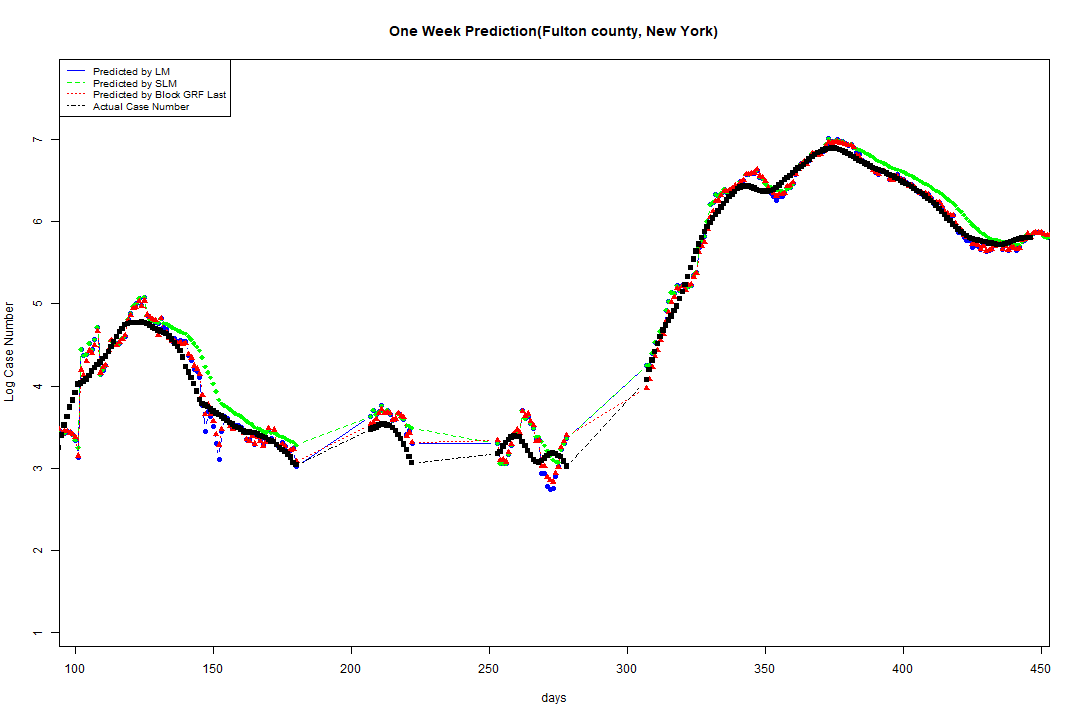 One Week Prediction(Fulton county, New York)
Predicted by LM
Predicted by SLM
Predicted by Block GRF Last
Actual Case Number
Log Case Number
7
6
5
4
3
2
1
100 150 200 250 300 350 400 450
days